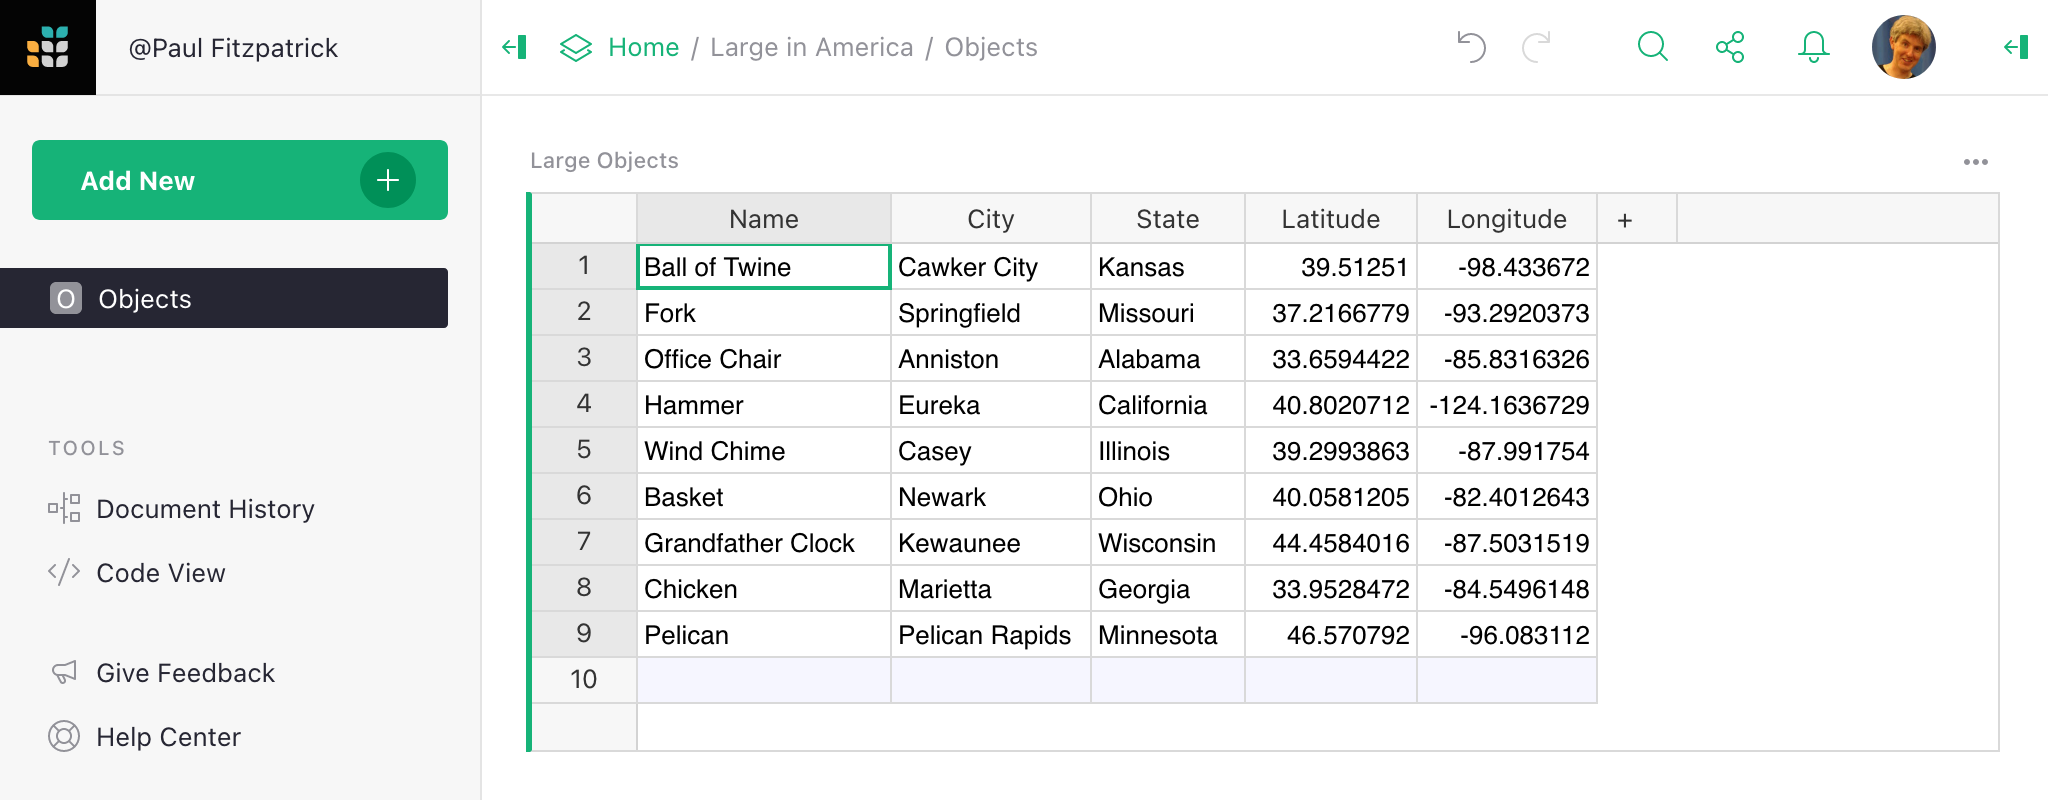 @Paul Fitzpatrick
Home / Large in America / Objects
Add New +
O Objects
TOOLS
Document History
</> Code View
Give Feedback
Help Center
Large Objects
Name City State Latitude Longitude +
1 Ball of Twine Cawker City Kansas 39.51251 -98.433672
2 Fork Springfield Missouri 37.2166779 -93.2920373
3 Office Chair Anniston Alabama 33.6594422 -85.8316326
4 Hammer Eureka California 40.8020712 -124.1636729
5 Wind Chime Casey Illinois 39.2993863 -87.991754
6 Basket Newark Ohio 40.0581205 -82.4012643
7 Grandfather Clock Kewaunee Wisconsin 44.4584016 -87.5031519
8 Chicken Marietta Georgia 33.9528472 -84.5496148
9 Pelican Pelican Rapids Minnesota 46.570792 -96.083112
10